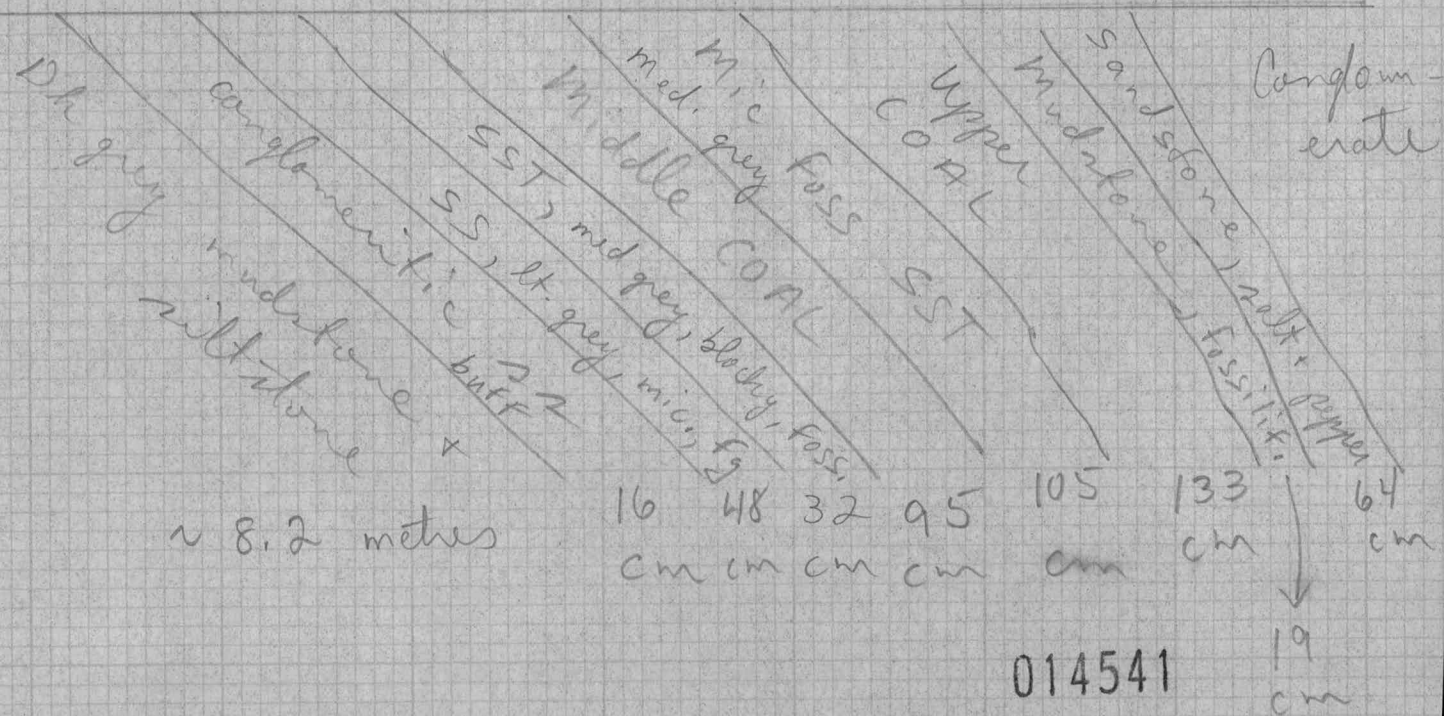 Dk grey
mudstone +
siltstone
conglomeritic SS
buff
SS, lt. grey, mic, fg
SST, med grey, blocky, foss.
Middle COAL
Mic foss SST
med. grey
Upper
COAL
Mudstone, fossilif.
Sandstone, salt + pepper
Conglom-
erate
~ 8.2 metres
16 cm
48 cm
32 cm
95 cm
105 cm
133 cm
19 cm
64 cm
014541